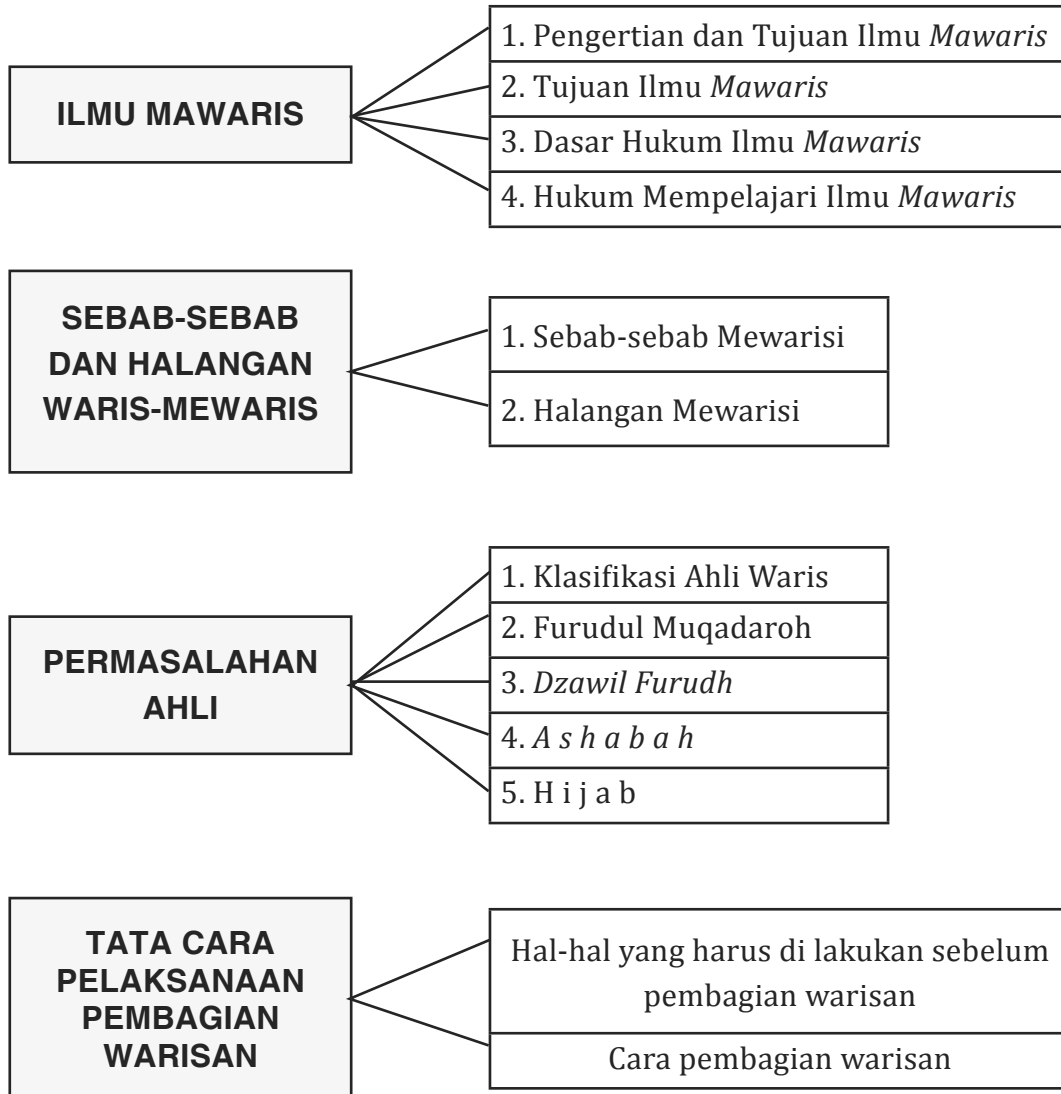 ILMU MAWARIS
1. Pengertian dan Tujuan Ilmu Mawaris
2. Tujuan Ilmu Mawaris
3. Dasar Hukum Ilmu Mawaris
4. Hukum Mempelajari Ilmu Mawaris
SEBAB-SEBAB
DAN HALANGAN
WARIS-MEWARIS
1. Sebab-sebab Mewarisi
2. Halangan Mewarisi
PERMASALAHAN
AHLI
1. Klasifikasi Ahli Waris
2. Furudul Muqadaroh
3. Dzawil Furudh
4. A s h a b a h
5. H i j a b
TATA CARA
PELAKSANAAN
PEMBAGIAN
WARISAN
Hal-hal yang harus di lakukan sebelum
pembagian warisan
Cara pembagian warisan